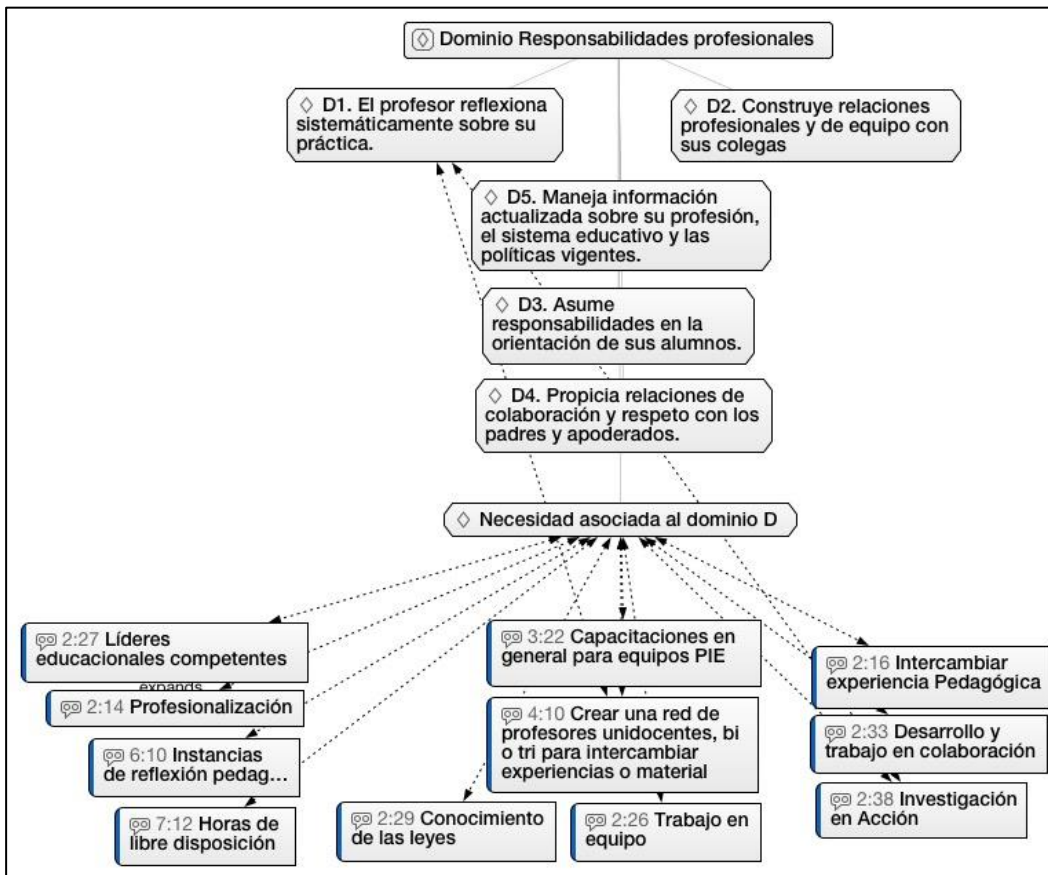 Dominio Responsabilidades profesionales
D1. El profesor reflexiona
sistemáticamente sobre su
práctica.
D2. Construye relaciones
profesionales y de equipo con
sus colegas
D5. Maneja información
actualizada sobre su profesión,
el sistema educativo y las
políticas vigentes.
D3. Asume
responsabilidades en la
orientación de sus alumnos.
D4. Propicia relaciones de
colaboración y respeto con los
padres y apoderados.
Necesidad asociada al dominio D
2:27 Líderes
educacionales competentes
expands
2:14 Profesionalización
6:10 Instancias
de reflexión pedag...
7:12 Horas de
libre disposición
3:22 Capacitaciones en
general para equipos PIE
4:10 Crear una red de
profesores unidocentes, bi
o tri para intercambiar
experiencias o material
2:29 Conocimiento
de las leyes
2:26 Trabajo en
equipo
2:16 Intercambiar
experiencia Pedagógica
2:33 Desarrollo y
trabajo en colaboración
2:38 Investigación
en Acción